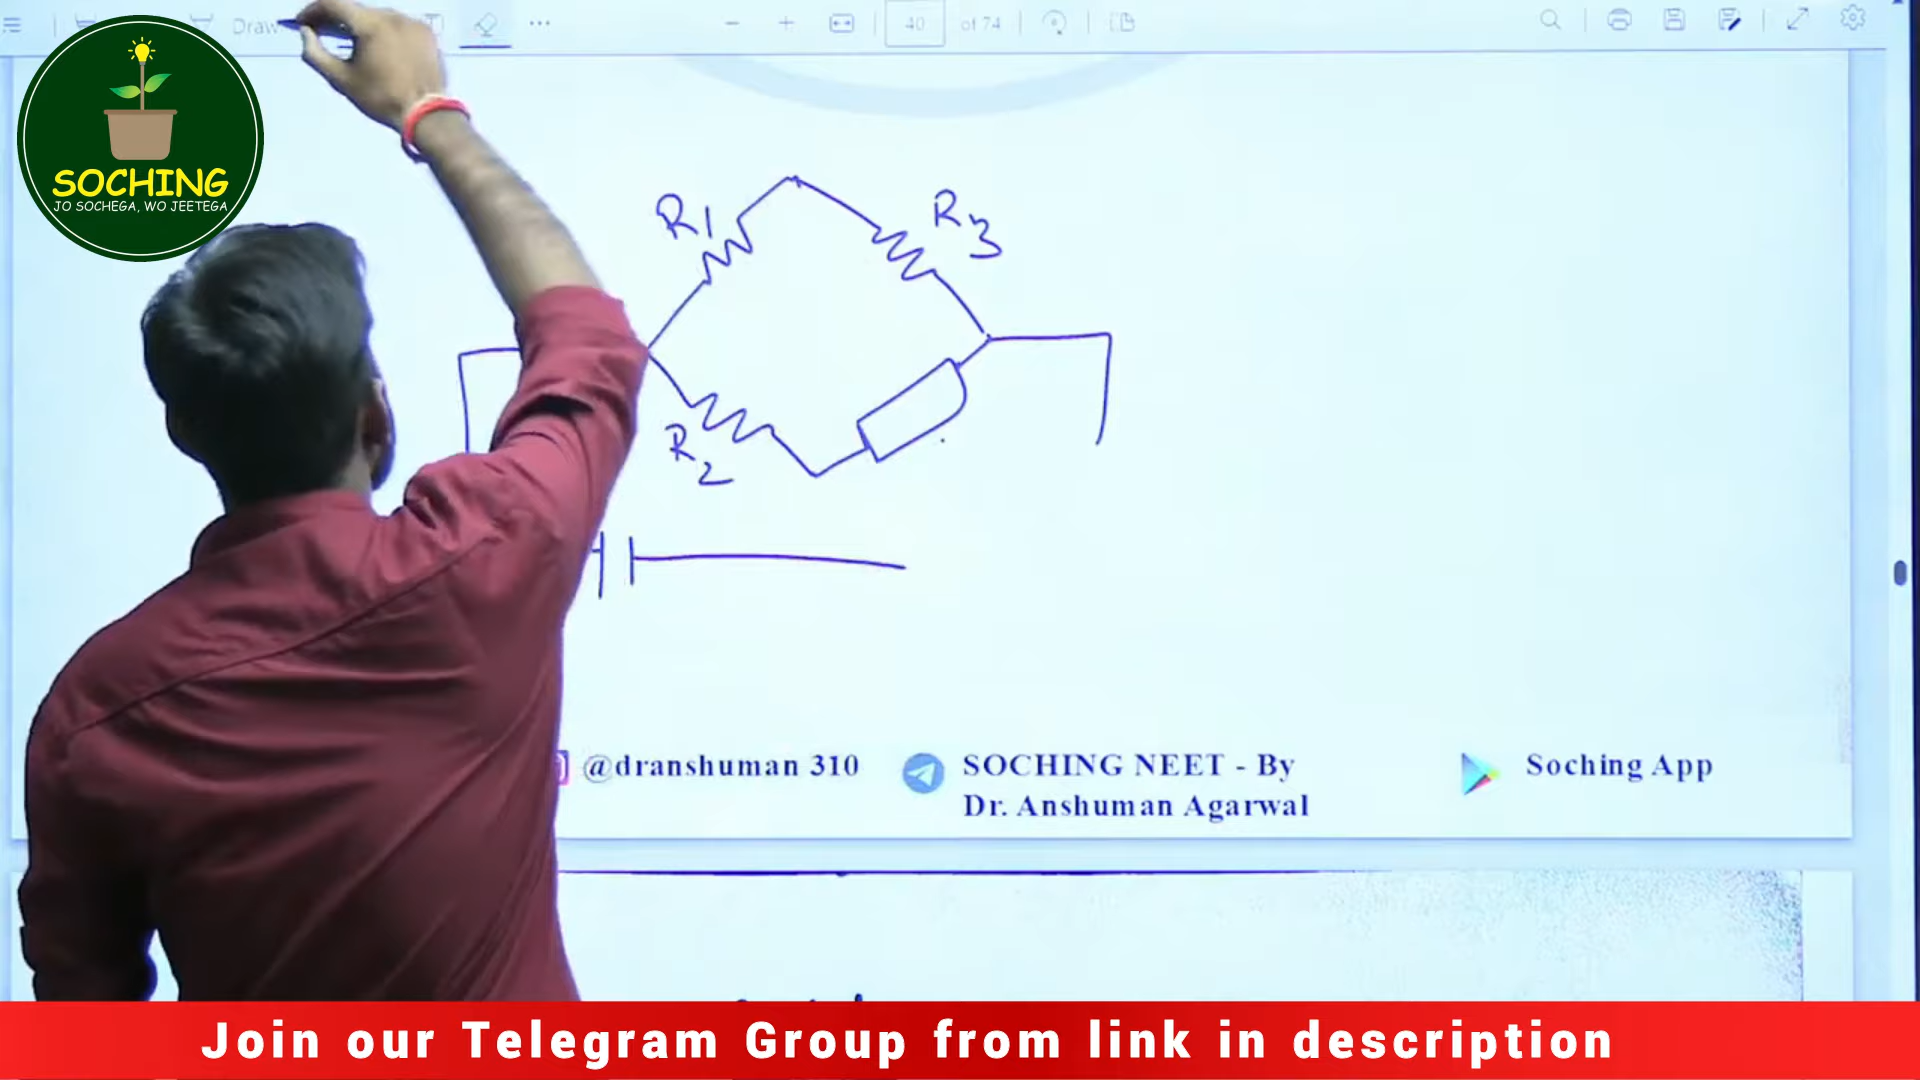 Draw
40 of 74
SOCHING
JO SOCHEGA, WO JEETEGA
R1
R3
R2
@dranshuman 310
SOCHING NEET - By
Dr. Anshuman Agarwal
Soching App
Join our Telegram Group from link in description